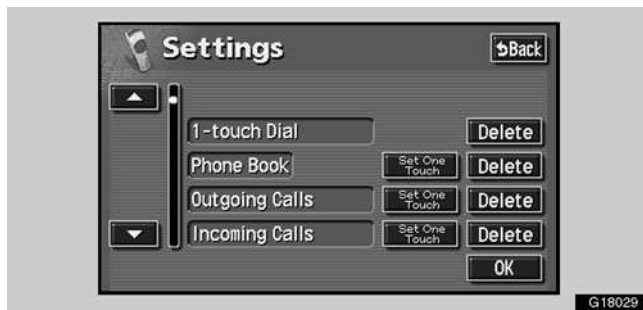 Settings
Back
1-touch Dial
Delete
Phone Book
Set One
Touch
Delete
Outgoing Calls
Set One
Touch
Delete
Incoming Calls
Set One
Touch
Delete
OK
G18029